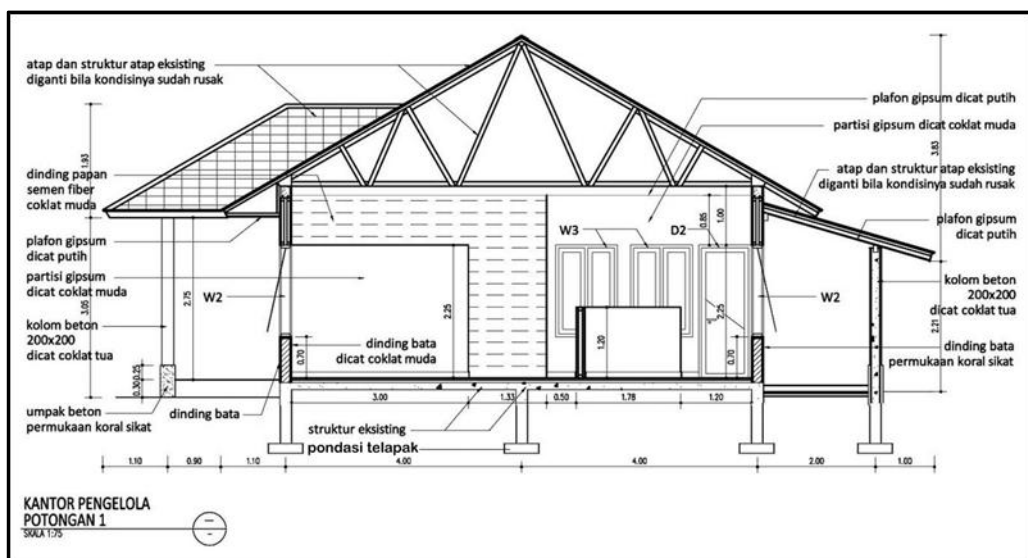 atap dan struktur atap eksisting
diganti bila kondisinya sudah rusak
plafon gipsum dicat putih
partisi gipsum dicat coklat muda
1.93
3.83
dinding papan
semen fiber
coklat muda
atap dan struktur atap eksisting
diganti bila kondisinya sudah rusak
0.85
1.00
plafon gipsum
dicat putih
W3
D2
plafon gipsum
dicat putih
partisi gipsum
dicat coklat muda
2.75
W2
2.25
2.25
W2
kolom beton
200x200
dicat coklat tua
3.05
kolom beton
200x200
dicat coklat tua
2.21
0.70
dinding bata
dicat coklat muda
1.20
0.70
dinding bata
permukaan koral sikat
0.30
0.25
umpak beton
permukaan koral sikat
dinding bata
3.00
1.33
0.50
1.78
1.20
struktur eksisting
pondasi telapak
1.10
0.90
1.10
4.00
4.00
2.00
1.00
KANTOR PENGELOLA
POTONGAN 1
SKALA 1:75